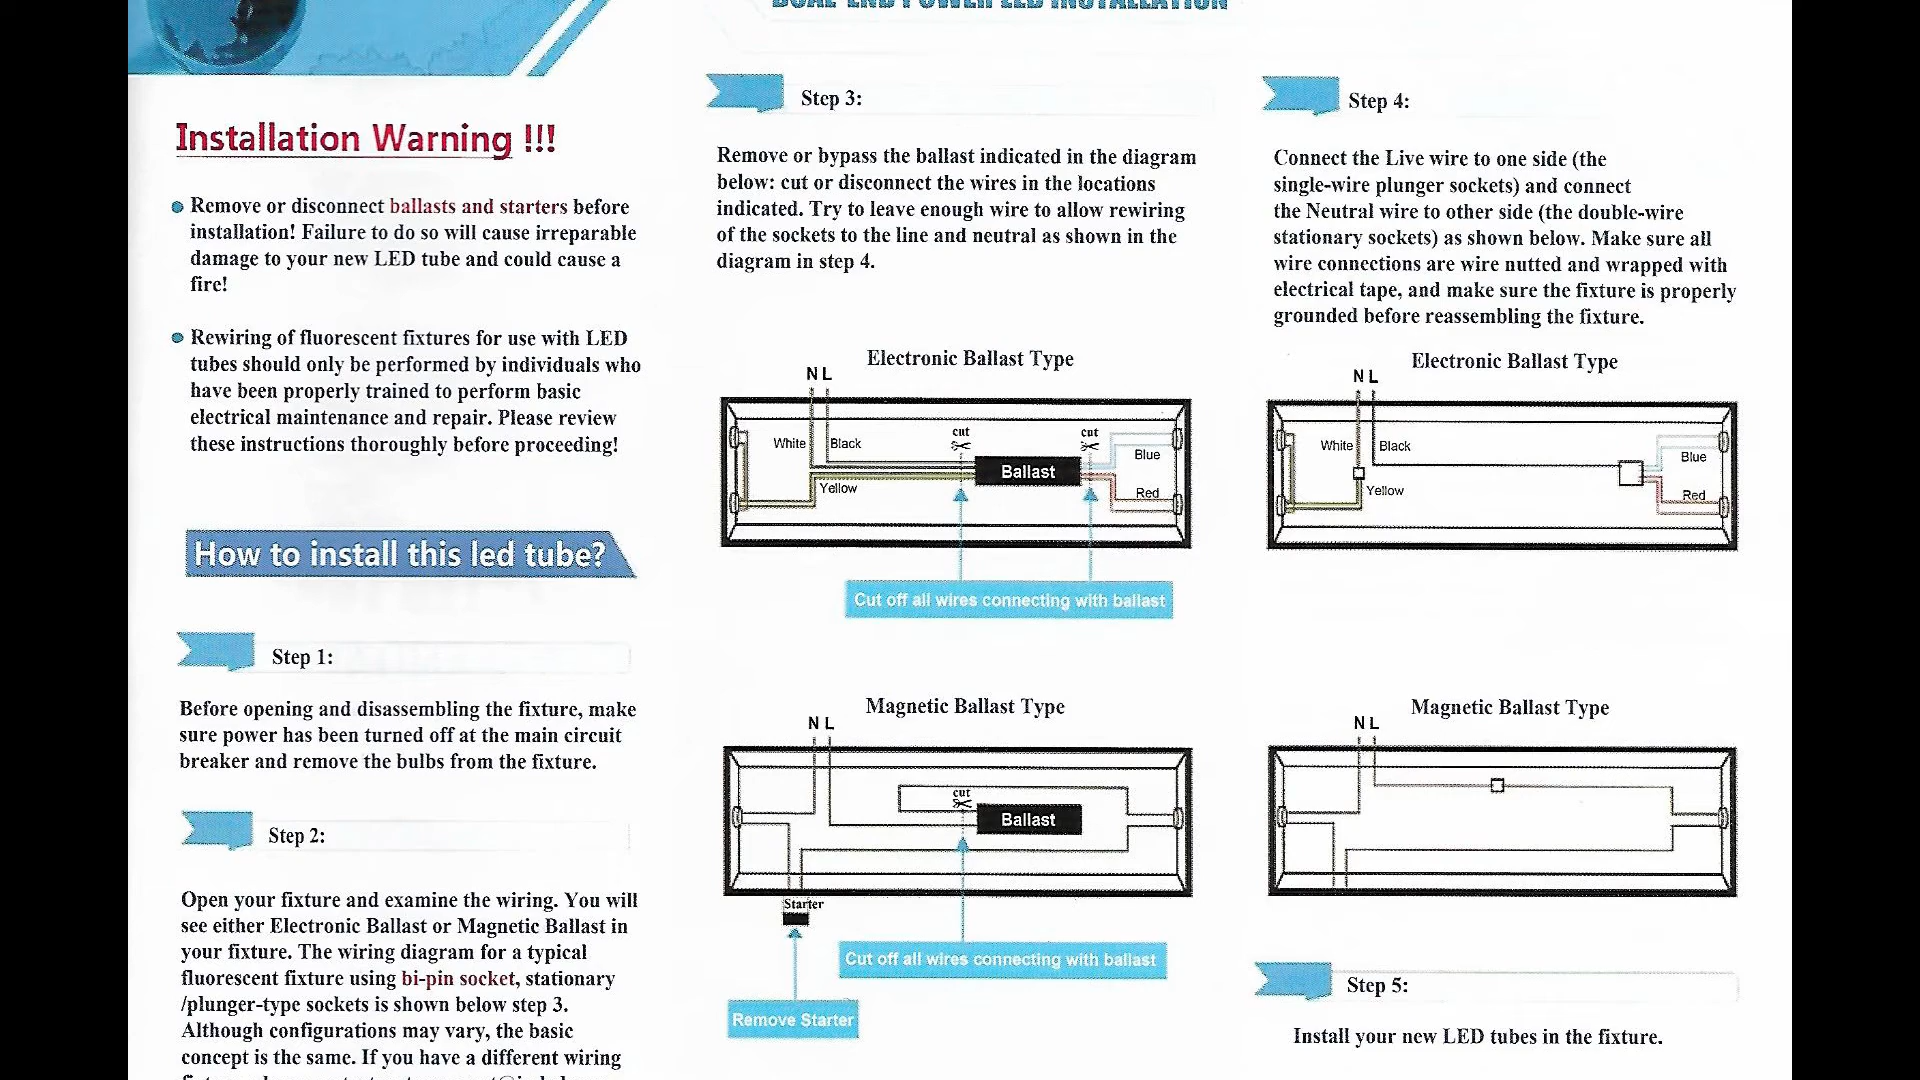 DUAL-END POWER LED INSTALLATION
Installation Warning !!!
Remove or disconnect ballasts and starters before
installation! Failure to do so will cause irreparable
damage to your new LED tube and could cause a
fire!
Rewiring of fluorescent fixtures for use with LED
tubes should only be performed by individuals who
have been properly trained to perform basic
electrical maintenance and repair. Please review
these instructions thoroughly before proceeding!
How to install this led tube?
Step 1:
Before opening and disassembling the fixture, make
sure power has been turned off at the main circuit
breaker and remove the bulbs from the fixture.
Step 2:
Open your fixture and examine the wiring. You will
see either Electronic Ballast or Magnetic Ballast in
your fixture. The wiring diagram for a typical
fluorescent fixture using bi-pin socket, stationary
/plunger-type sockets is shown below step 3.
Although configurations may vary, the basic
concept is the same. If you have a different wiring
Step 3:
Remove or bypass the ballast indicated in the diagram
below: cut or disconnect the wires in the locations
indicated. Try to leave enough wire to allow rewiring
of the sockets to the line and neutral as shown in the
diagram in step 4.
Electronic Ballast Type
N L
cut
cut
White
Black
Blue
Ballast
Yellow
Red
Cut off all wires connecting with ballast
Magnetic Ballast Type
N L
cut
Ballast
Starter
Cut off all wires connecting with ballast
Remove Starter
Step 4:
Connect the Live wire to one side (the
single-wire plunger sockets) and connect
the Neutral wire to other side (the double-wire
stationary sockets) as shown below. Make sure all
wire connections are wire nutted and wrapped with
electrical tape, and make sure the fixture is properly
grounded before reassembling the fixture.
Electronic Ballast Type
N L
White
Black
Blue
Yellow
Red
Magnetic Ballast Type
N L
Step 5:
Install your new LED tubes in the fixture.